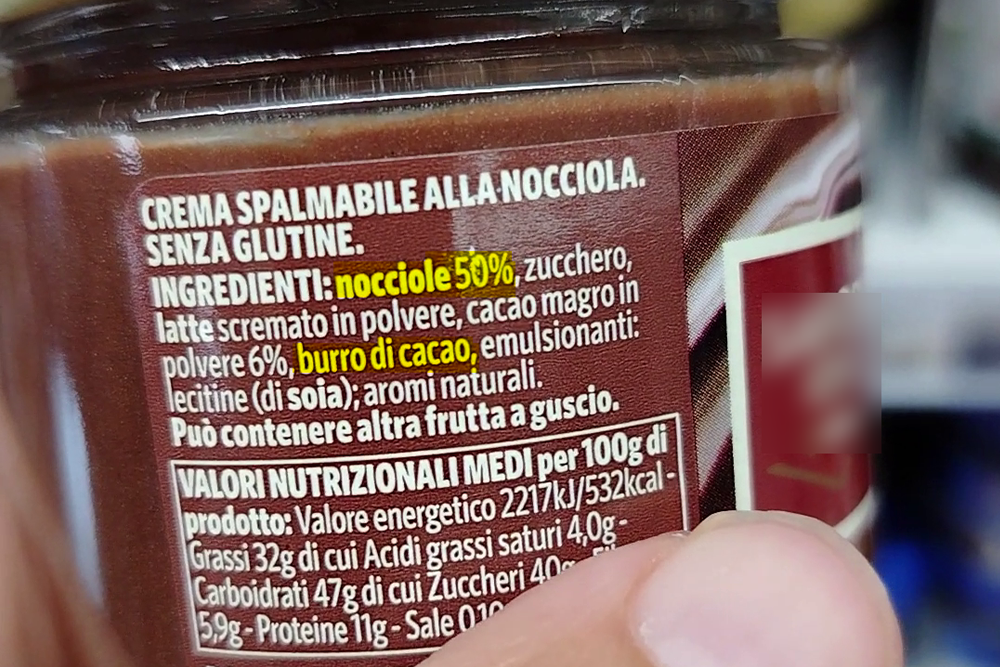 CREMA SPALMABILE ALLA NOCCIOLA.
SENZA GLUTINE.
INGREDIENTI: nocciole 50%, zucchero,
latte scremato in polvere, cacao magro in
polvere 6%, burro di cacao, emulsionanti:
lecitine (di soia); aromi naturali.
Può contenere altra frutta a guscio.
VALORI NUTRIZIONALI MEDI per 100g di
prodotto: Valore energetico 2217kJ/532kcal -
Grassi 32g di cui Acidi grassi saturi 4,0g -
Carboidrati 47g di cui Zuccheri 40g
5,9g - Proteine 11g - Sale